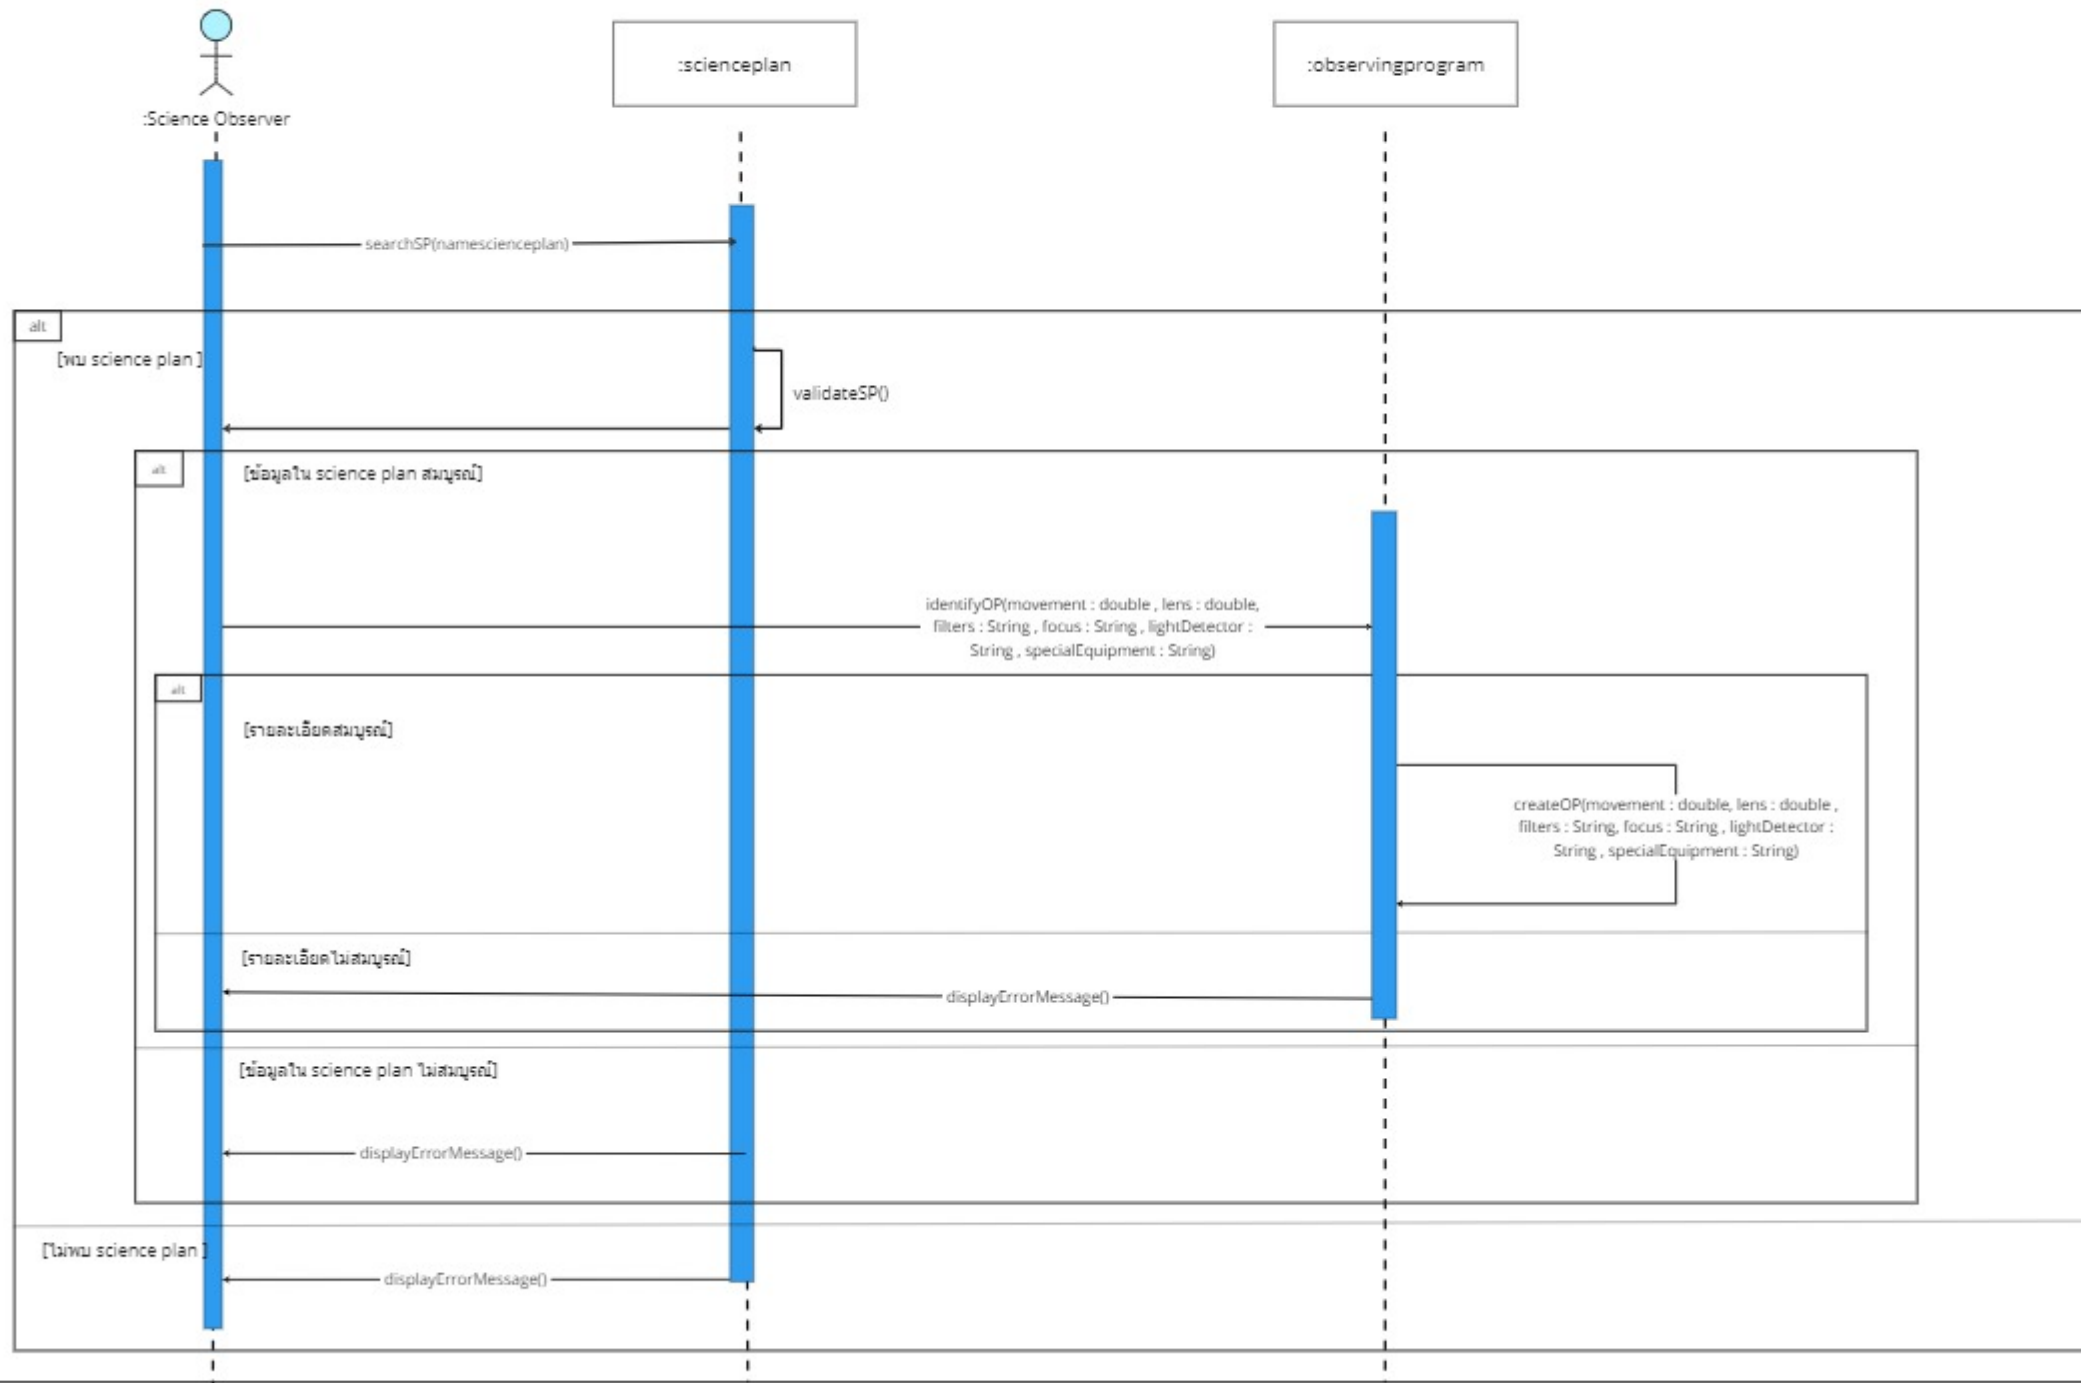 :Science Observer
:scienceplan
:observingprogram
searchSP(namescienceplan)
alt
[พบ science plan ]
validateSP()
alt
[ข้อมูลใน science plan สมบูรณ์]
identifyOP(movement : double , lens : double,
filters : String , focus : String , lightDetector :
String , specialEquipment : String)
alt
[รายละเอียดสมบูรณ์]
createOP(movement : double, lens : double ,
filters : String, focus : String , lightDetector :
String , specialEquipment : String)
[รายละเอียดไม่สมบูรณ์]
displayErrorMessage()
[ข้อมูลใน science plan ไม่สมบูรณ์]
displayErrorMessage()
[ไม่พบ science plan ]
displayErrorMessage()